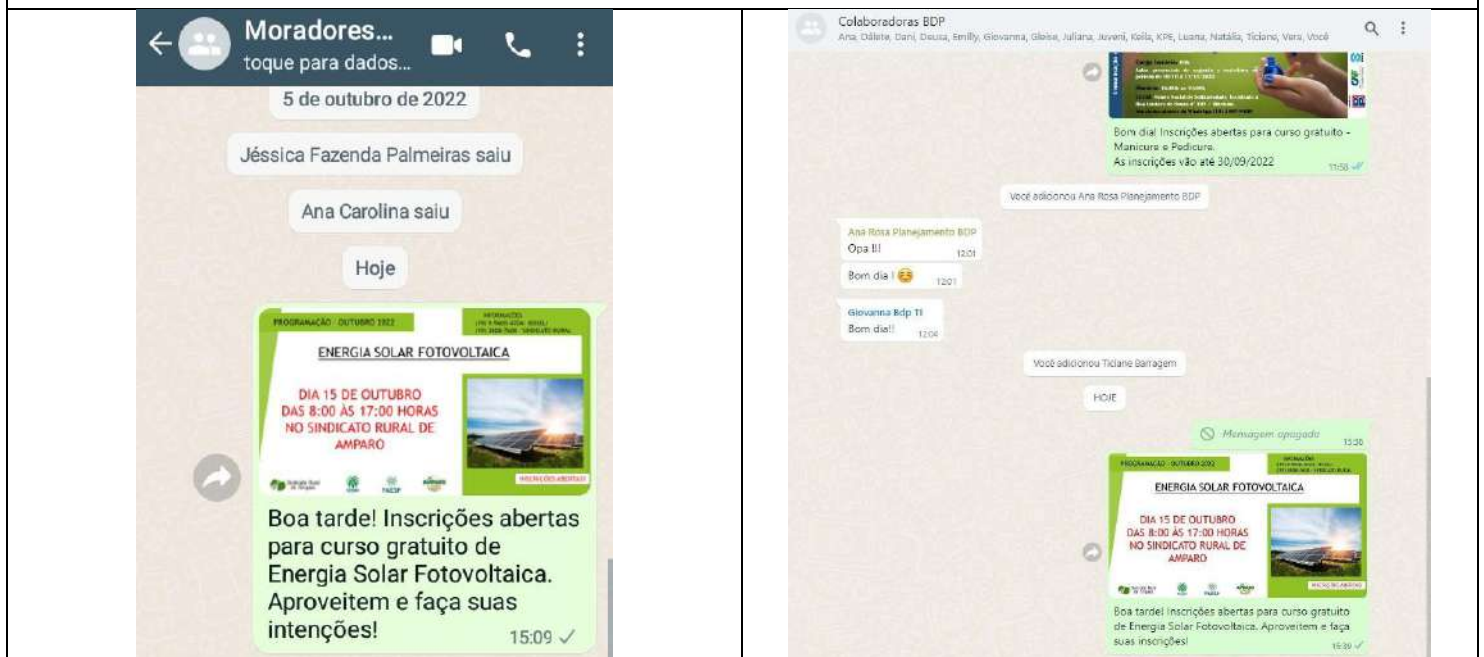 Moradores...
toque para dados...
5 de outubro de 2022
Jéssica Fazenda Palmeiras saiu
Ana Carolina saiu
Hoje
PROGRAMAÇÃO - OUTUBRO 2022
INFORMAÇÕES
ENERGIA SOLAR FOTOVOLTAICA
DIA 15 DE OUTUBRO
DAS 8:00 ÀS 17:00 HORAS
NO SINDICATO RURAL DE
AMPARO
INSCRIÇÕES ABERTAS
Boa tarde! Inscrições abertas
para curso gratuito de
Energia Solar Fotovoltaica.
Aproveitem e faça suas
intenções!
15:09
Colaboradoras BDP
Ana, Dálete, Dani, Deusa, Emilly, Giovanna, Gleise, Juliana, Juveni, Keila, KPE, Luana, Natália, Ticiane, Vera, Você
Bom dia! Inscrições abertas para curso gratuito -
Manicure e Pedicure.
As inscrições vão até 30/09/2022
11:58
Você adicionou Ana Rosa Planejamento BDP
Ana Rosa Planejamento BDP
Opa !!!
12:01
Bom dia !
12:01
Giovanna Bdp TI
Bom dia!!
12:04
Você adicionou Ticiane Barragem
HOJE
Mensagem apagada
15:38
PROGRAMAÇÃO - OUTUBRO 2022
ENERGIA SOLAR FOTOVOLTAICA
DIA 15 DE OUTUBRO
DAS 8:00 ÀS 17:00 HORAS
NO SINDICATO RURAL DE
AMPARO
INSCRIÇÕES ABERTAS
Boa tarde! Inscrições abertas para curso gratuito
de Energia Solar Fotovoltaica. Aproveitem e faça
suas inscrições!
15:39